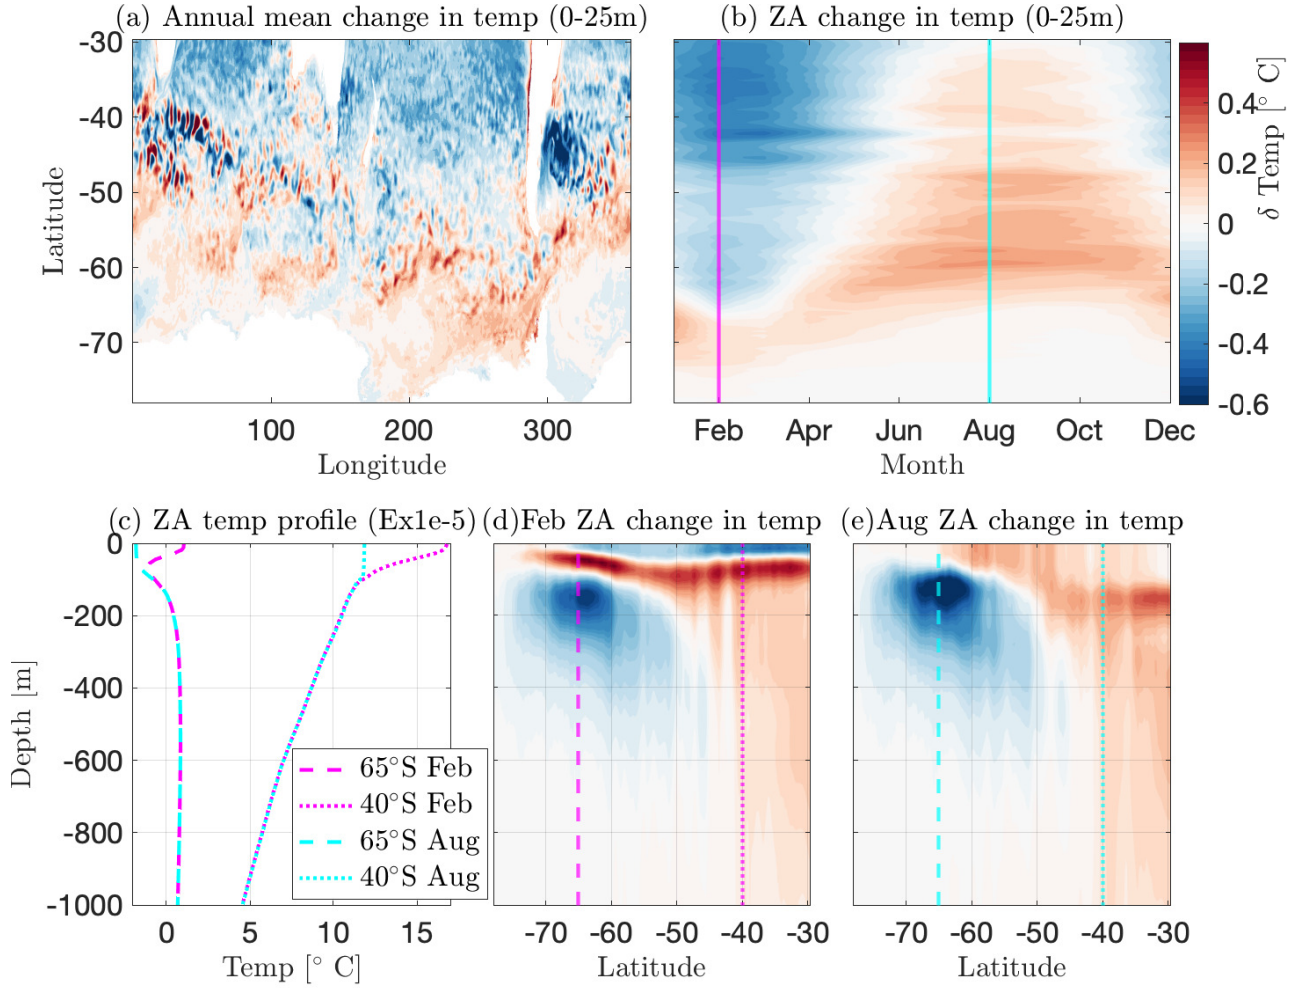 (a) Annual mean change in temp (0-25m)
(b) ZA change in temp (0-25m)
-30
-40
-50
-60
-70
Latitude
100
200
300
Longitude
Feb
Apr
Jun
Aug
Oct
Dec
Month
0.4
0.2
0
-0.2
-0.4
-0.6
δ Temp [° C]
(c) ZA temp profile (Ex1e-5)
(d)Feb ZA change in temp
(e)Aug ZA change in temp
0
-200
-400
-600
-800
-1000
Depth [m]
0
5
10
15
Temp [° C]
65°S Feb
40°S Feb
65°S Aug
40°S Aug
-70
-60
-50
-40
-30
Latitude
-70
-60
-50
-40
-30
Latitude